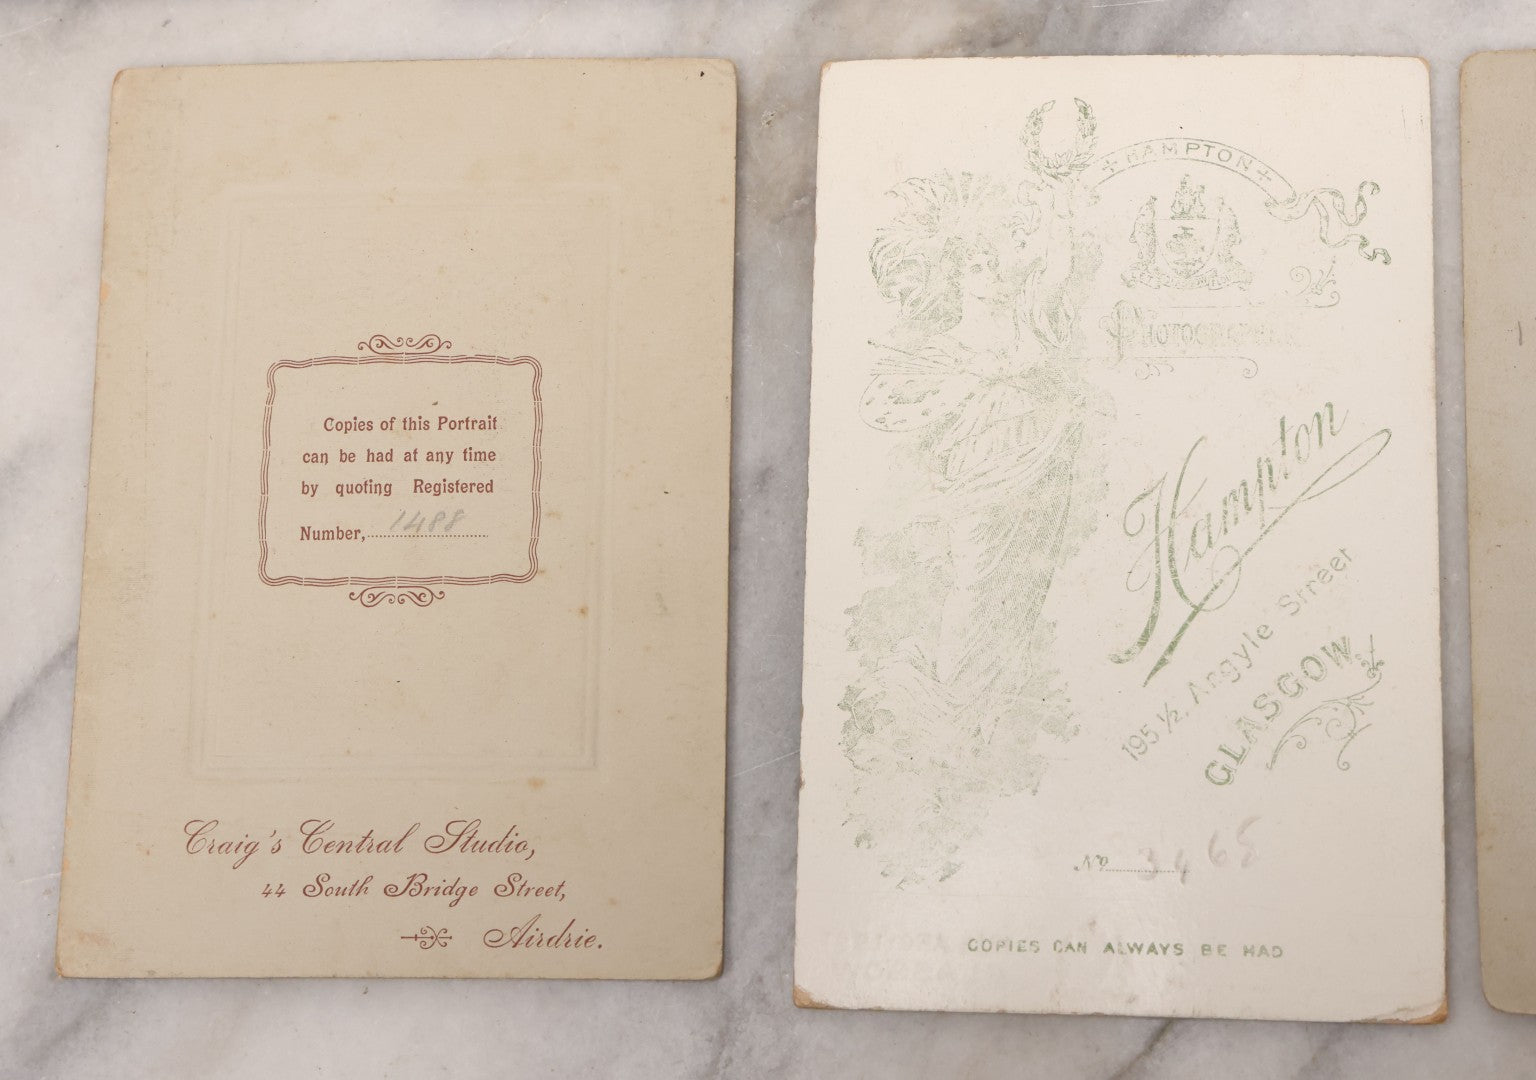 Copies of this Portrait
can be had at any time
by quoting Registered
Number, 1488
Craig's Central Studio,
44 South Bridge Street,
Airdrie.
HAMPTON
PHOTOGRAPHER
Hampton
195½, Argyle Street
GLASGOW
No 3465
COPIES CAN ALWAYS BE HAD